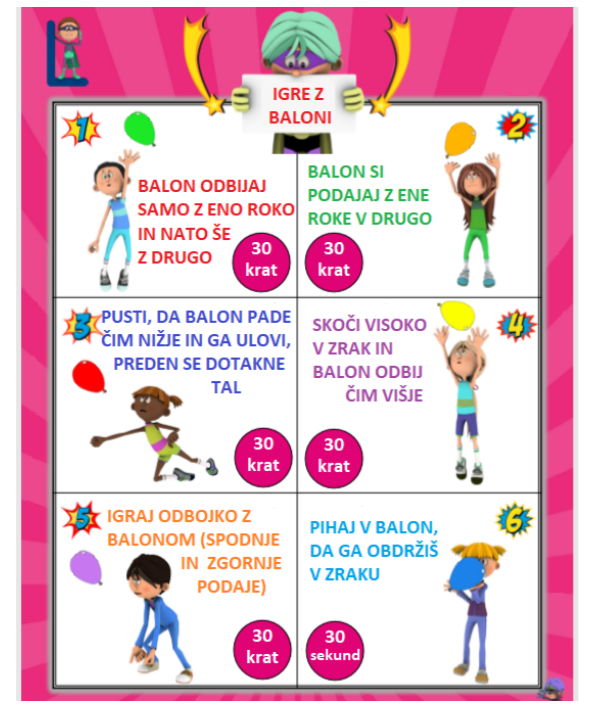 IGRE Z
BALONI
1
BALON ODBIJAJ
SAMO Z ENO ROKO
IN NATO ŠE
Z DRUGO
30
krat
2
BALON SI
PODAJAJ Z ENE
ROKE V DRUGO
30
krat
3
PUSTI, DA BALON PADE
ČIM NIŽJE IN GA ULOVI,
PREDEN SE DOTAKNE
TAL
30
krat
4
SKOČI VISOKO
V ZRAK IN
BALON ODBIJ
ČIM VIŠJE
30
krat
5
IGRAJ ODBOJKO Z
BALONOM (SPODNJE
IN ZGORNJE
PODAJE)
30
krat
6
PIHAJ V BALON,
DA GA OBDRŽIŠ
V ZRAKU
30
sekund